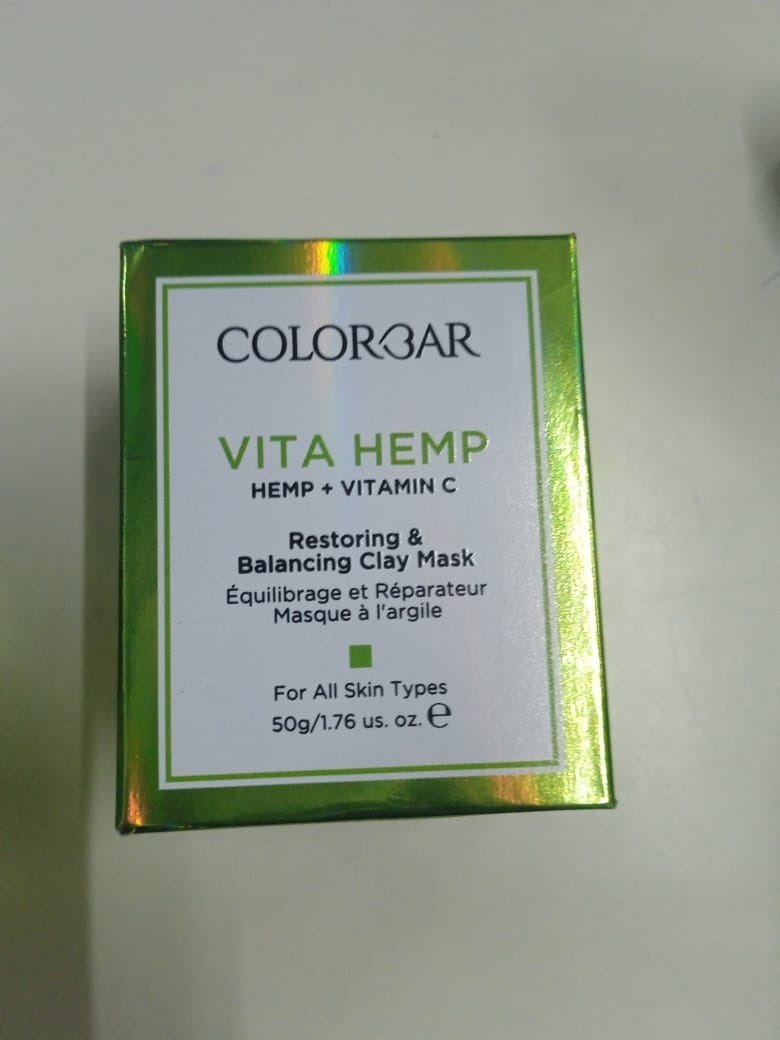 COLORBAR
VITA HEMP
HEMP + VITAMIN C
Restoring &
Balancing Clay Mask
Équilibrage et Réparateur
Masque à l'argile
For All Skin Types
50g/1.76 us. oz. ℮